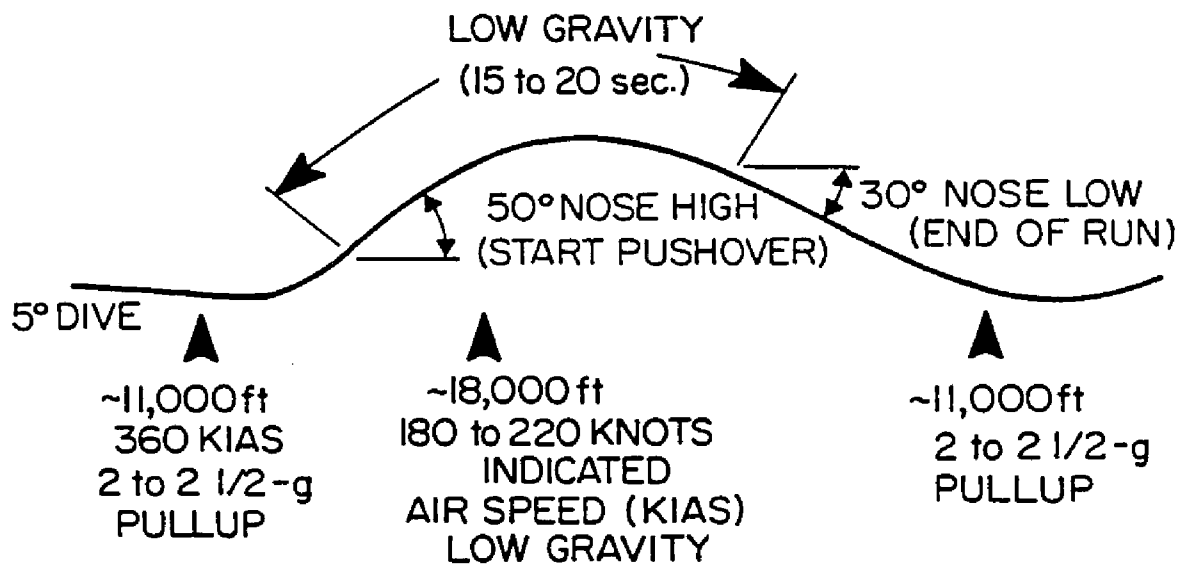 LOW GRAVITY
(15 to 20 sec.)
50° NOSE HIGH
(START PUSHOVER)
30° NOSE LOW
(END OF RUN)
5° DIVE
~11,000 ft
360 KIAS
2 to 2 1/2-g
PULLUP
~18,000 ft
180 to 220 KNOTS
INDICATED
AIR SPEED (KIAS)
LOW GRAVITY
~11,000 ft
2 to 2 1/2-g
PULLUP